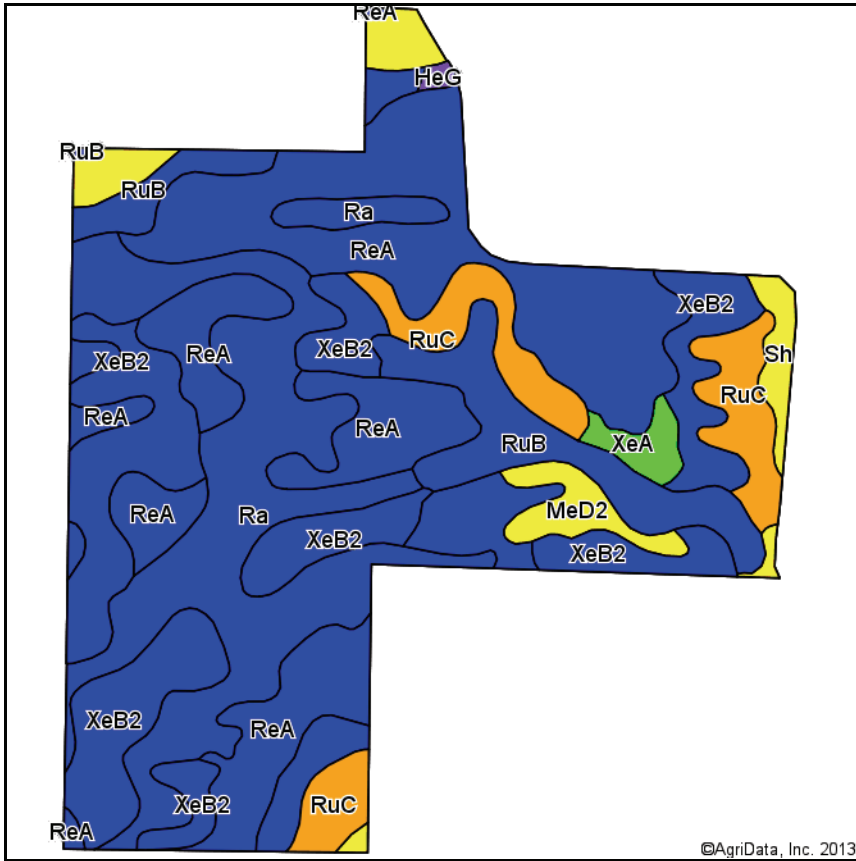 ReA
HeG
RuB
RuB
Ra
ReA
XeB2
XeB2
ReA
XeB2
RuC
Sh
RuC
ReA
ReA
RuB
XeA
ReA
Ra
MeD2
XeB2
XeB2
XeB2
ReA
XeB2
RuC
ReA
©AgriData, Inc. 2013